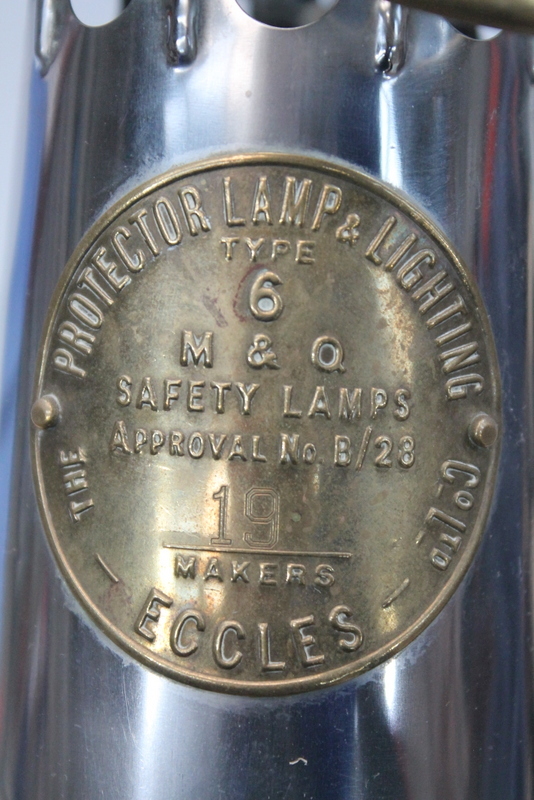 THE PROTECTOR LAMP & LIGHTING Co LTD
TYPE
6
M & Q
SAFETY LAMPS
APPROVAL No. B/28
19
MAKERS
- ECCLES -